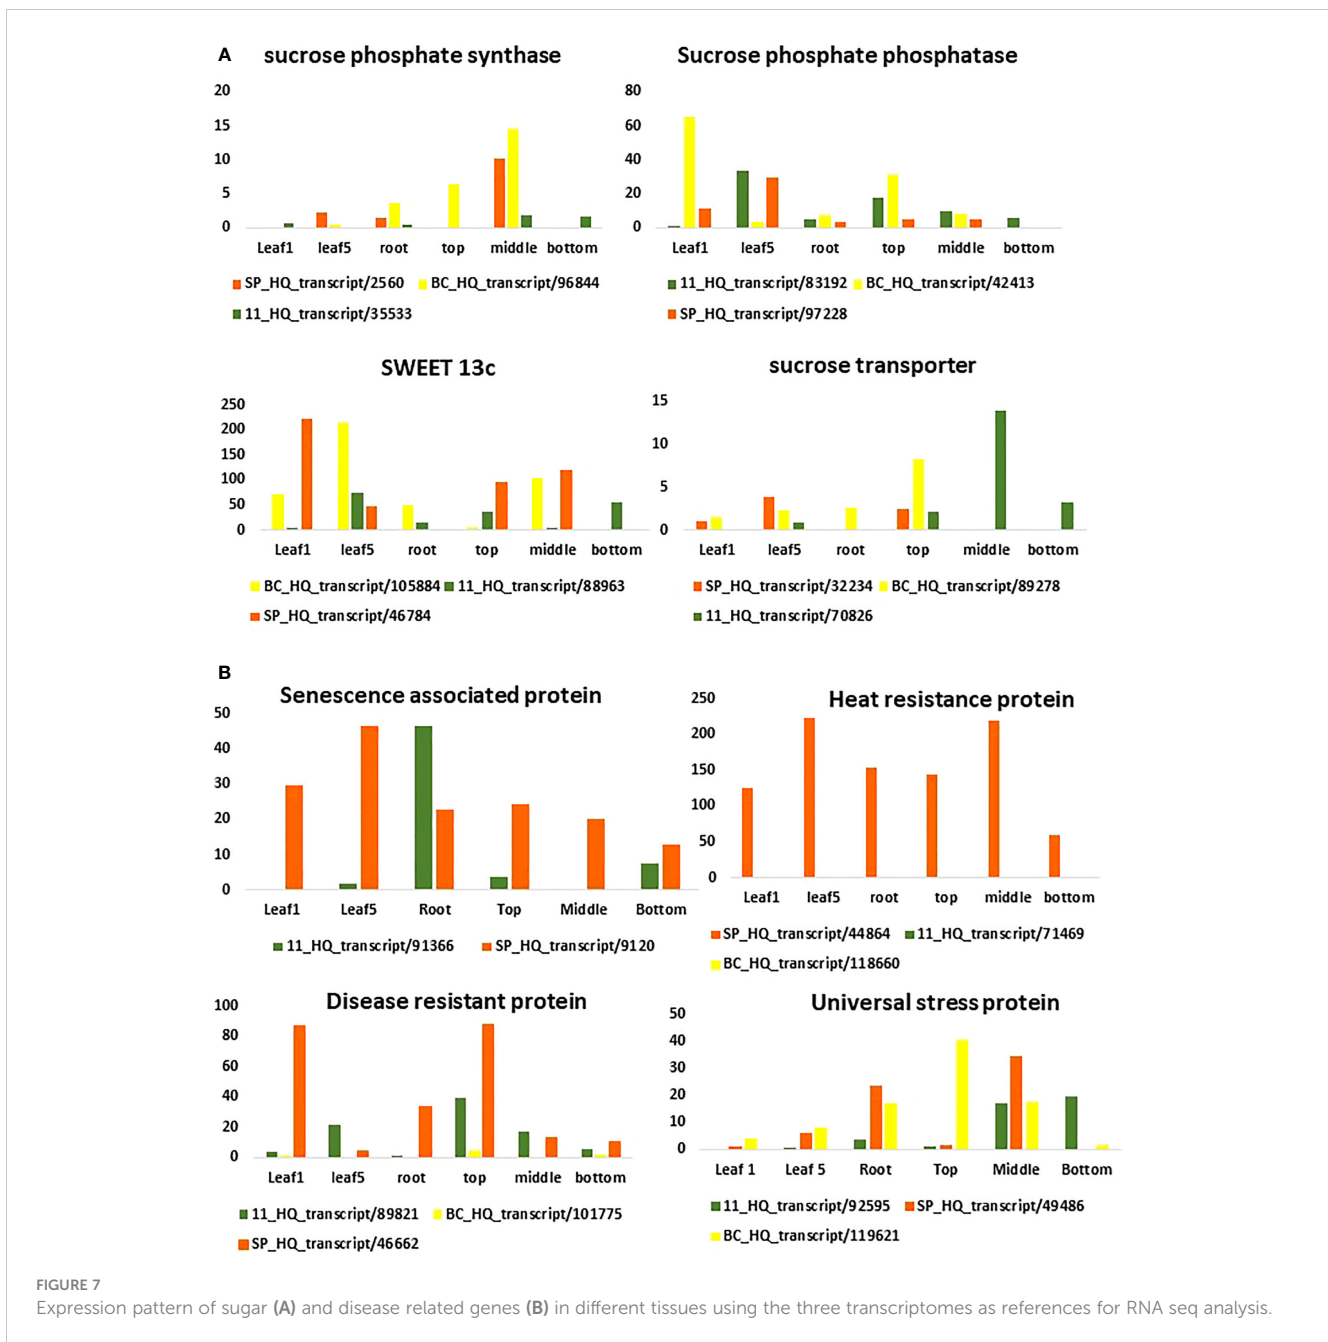 A
sucrose phosphate synthase
20
15
10
5
0
Leaf1 leaf5 root top middle bottom
SP_HQ_transcript/2560 BC_HQ_transcript/96844
11_HQ_transcript/35533
Sucrose phosphate phosphatase
80
60
40
20
0
Leaf1 leaf5 root top middle bottom
11_HQ_transcript/83192 BC_HQ_transcript/42413
SP_HQ_transcript/97228
SWEET 13c
250
200
150
100
50
0
Leaf1 leaf5 root top middle bottom
BC_HQ_transcript/105884 11_HQ_transcript/88963
SP_HQ_transcript/46784
sucrose transporter
15
10
5
0
Leaf1 leaf5 root top middle bottom
SP_HQ_transcript/32234 BC_HQ_transcript/89278
11_HQ_transcript/70826
B
Senescence associated protein
50
40
30
20
10
0
Leaf1 Leaf5 Root Top Middle Bottom
11_HQ_transcript/91366 SP_HQ_transcript/9120
Heat resistance protein
250
200
150
100
50
0
Leaf1 leaf5 root top middle bottom
SP_HQ_transcript/44864 11_HQ_transcript/71469
BC_HQ_transcript/118660
Disease resistant protein
100
80
60
40
20
0
Leaf1 leaf5 root top middle bottom
11_HQ_transcript/89821 BC_HQ_transcript/101775
SP_HQ_transcript/46662
Universal stress protein
50
40
30
20
10
0
Leaf 1 Leaf 5 Root Top Middle Bottom
11_HQ_transcript/92595 SP_HQ_transcript/49486
BC_HQ_transcript/119621
FIGURE 7
Expression pattern of sugar (A) and disease related genes (B) in different tissues using the three transcriptomes as references for RNA seq analysis.